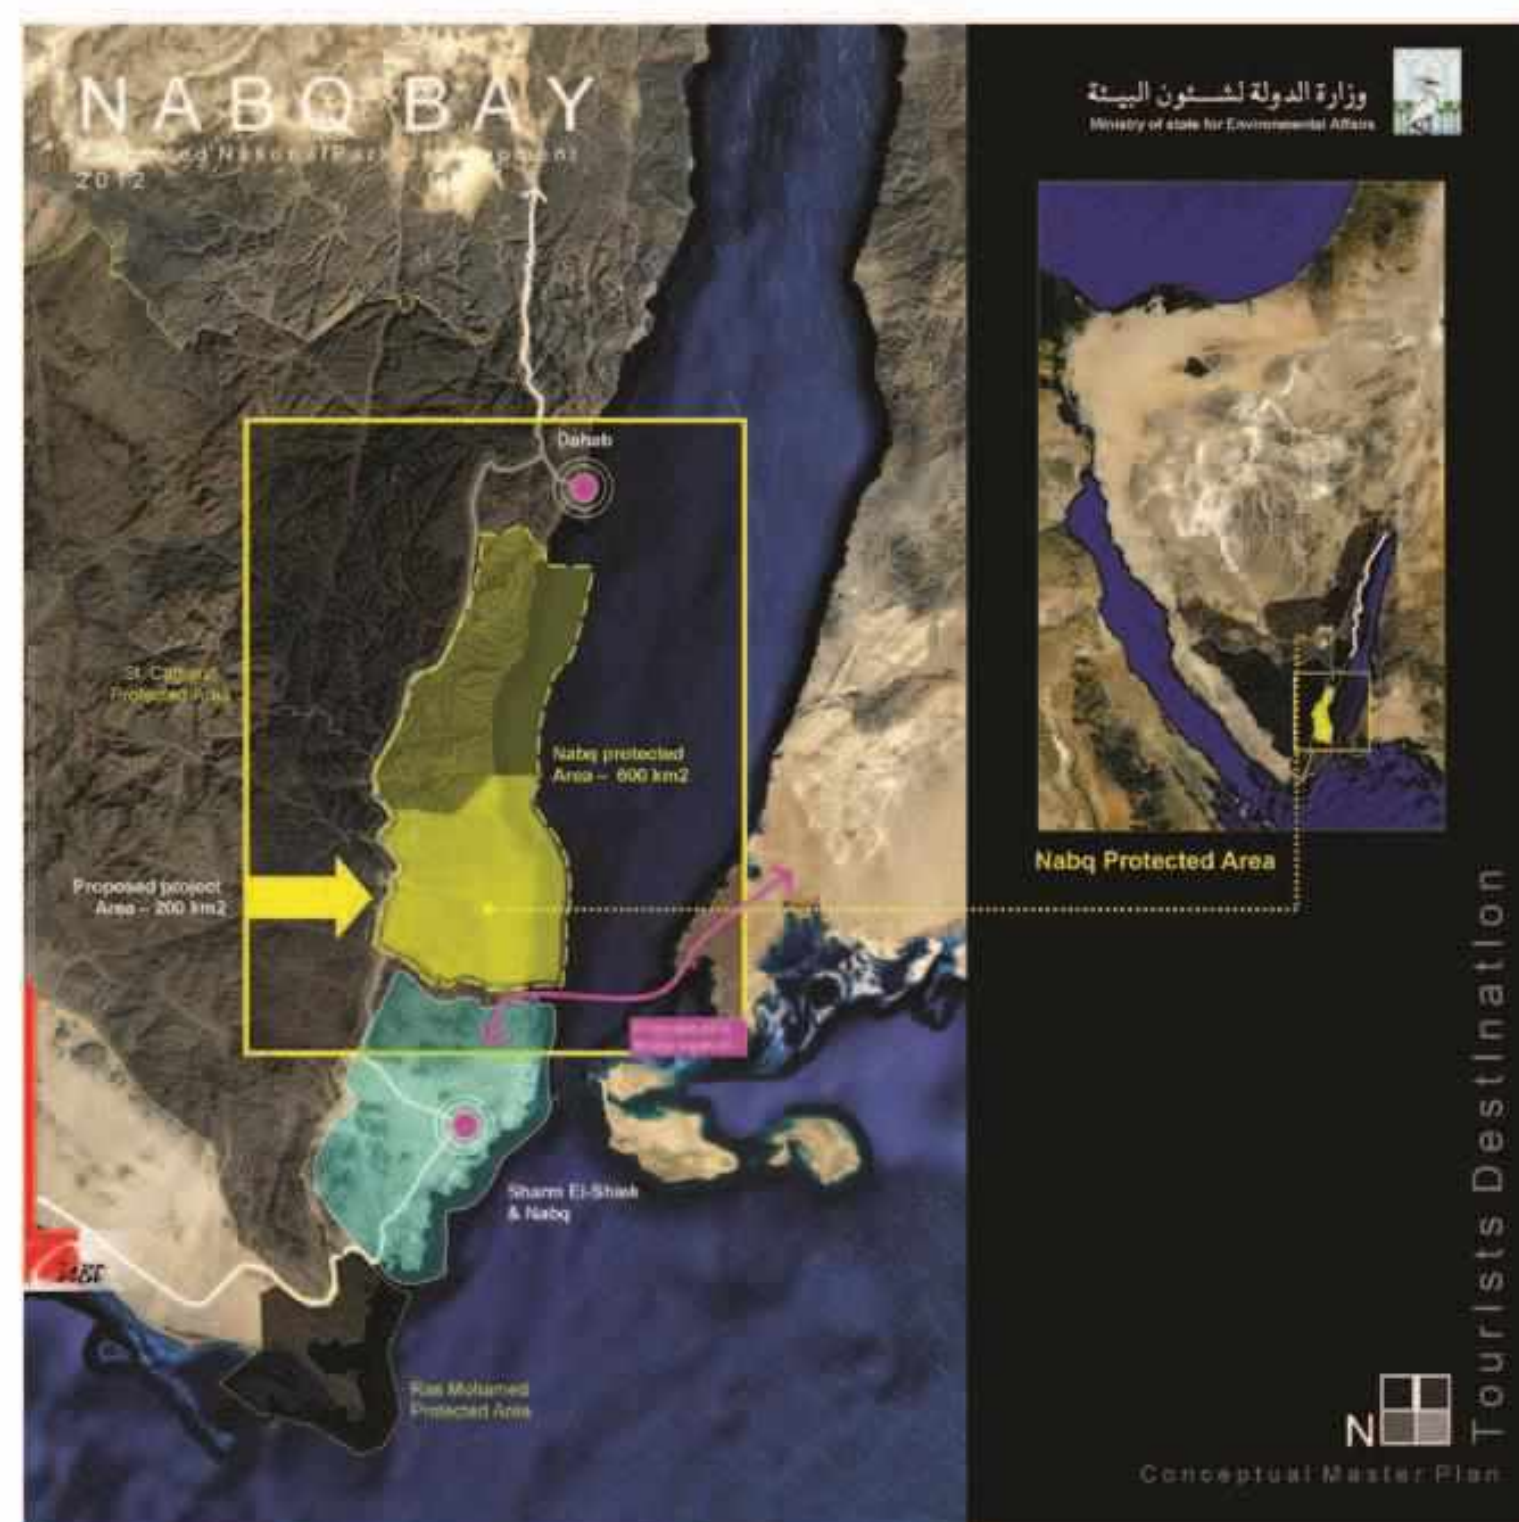 NABQ BAY
2012
وزارة الدولة لشئون البيئة
Ministry of state for Environmental Affairs
Dahab
St. Catherine
Protected Area
Nabq protected
Area – 600 km2
Proposed project
Area – 200 km2
Nabq Protected Area
Sharm El-Shiek
& Nabq
Ras Mohamed
Protected Area
N
Tourists Destination
Conceptual Master Plan